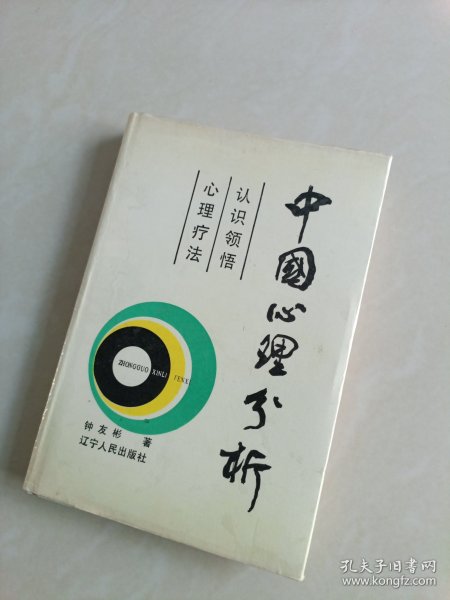 中國心理分析
认识领悟
心理疗法
ZHONGGUO XINLI FENXI
钟友彬 著
辽宁人民出版社
孔夫子旧书网
www.kongfz.com